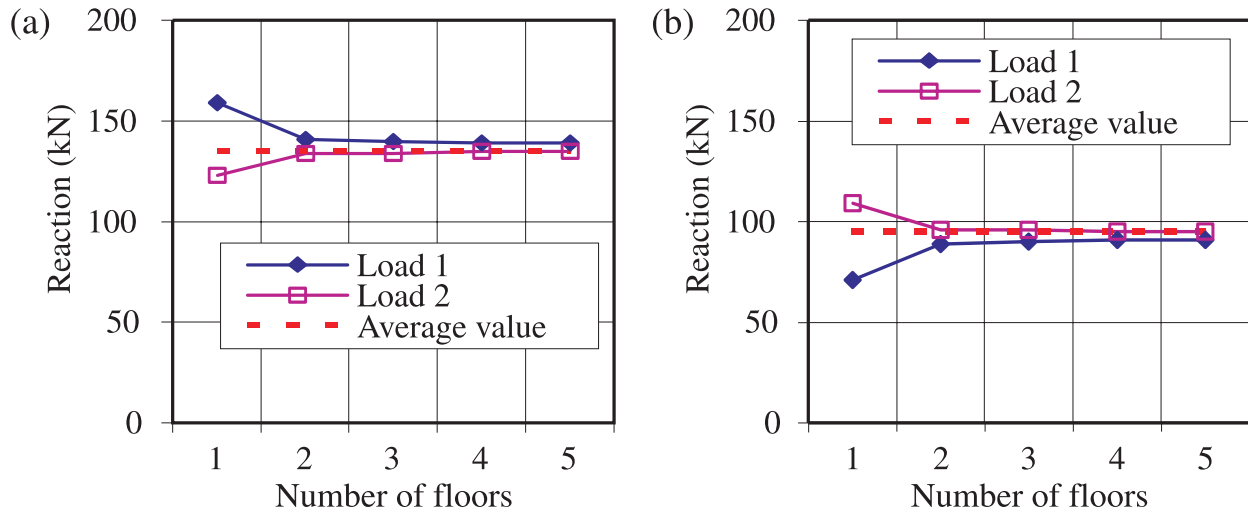 (a)
200
150
100
50
0
Reaction (kN)
Load 1
Load 2
Average value
1 2 3 4 5
Number of floors
(b)
200
150
100
50
0
Reaction (kN)
Load 1
Load 2
Average value
1 2 3 4 5
Number of floors